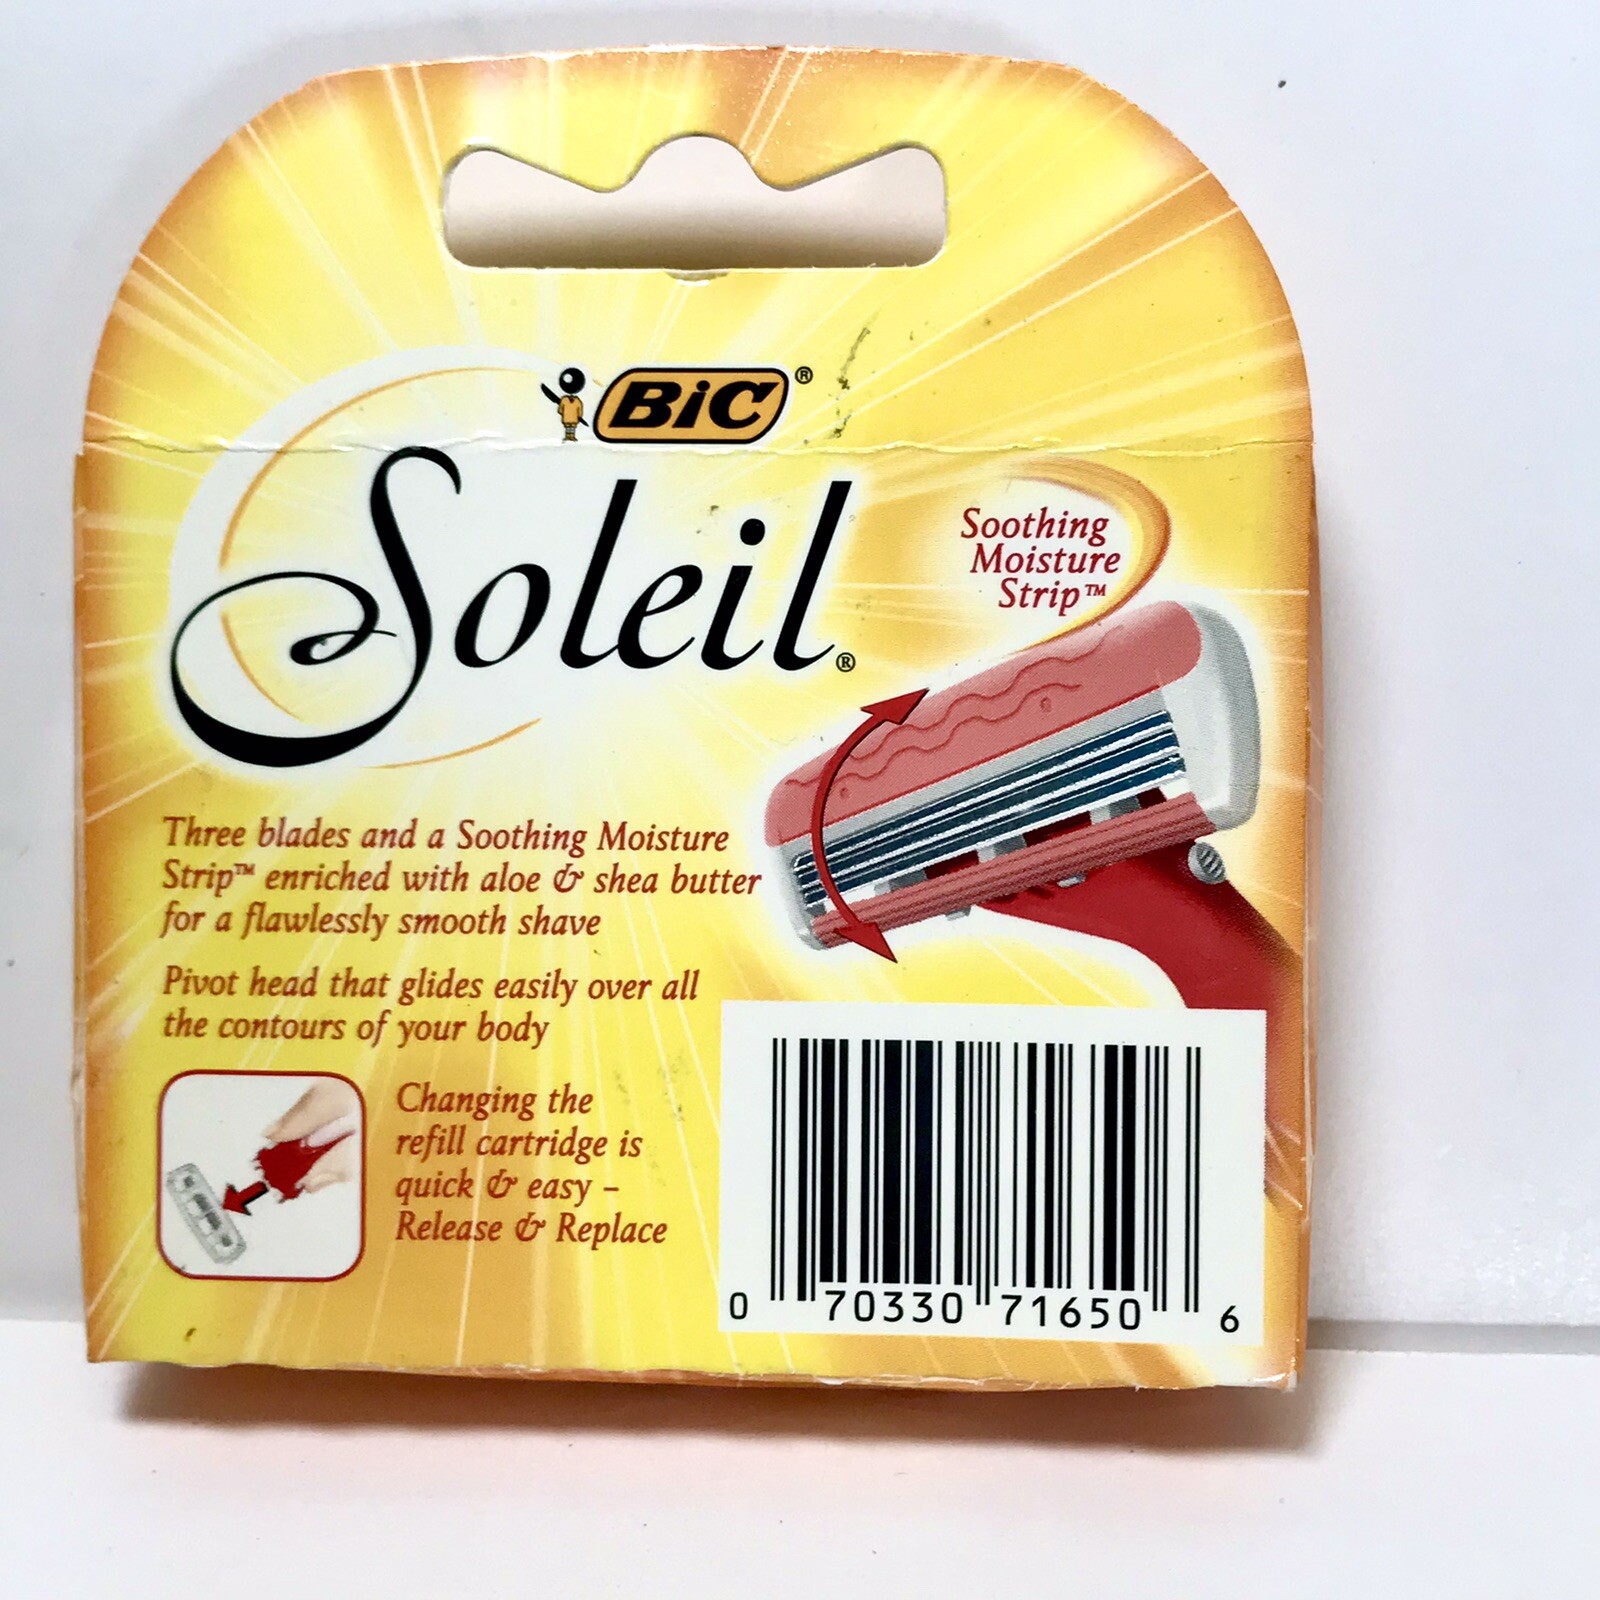 BiC®
Soleil®
Soothing
Moisture
Strip™
Three blades and a Soothing Moisture
Strip™ enriched with aloe & shea butter
for a flawlessly smooth shave
Pivot head that glides easily over all
the contours of your body
Changing the
refill cartridge is
quick & easy –
Release & Replace
0 70330 71650 6